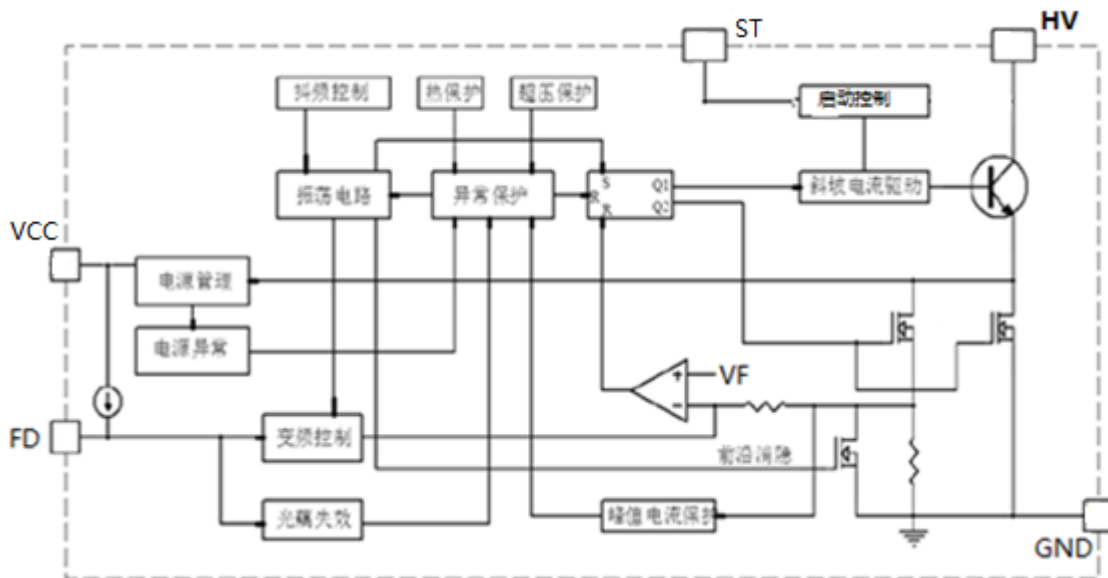 ST
HV
抖频控制
热保护
超压保护
启动控制
振荡电路
异常保护
S
R
R
Q1
Q2
斜坡电流驱动
VCC
电源管理
电源异常
+
VF
-
FD
变频控制
前沿消隐
光耦失效
峰值电流保护
GND